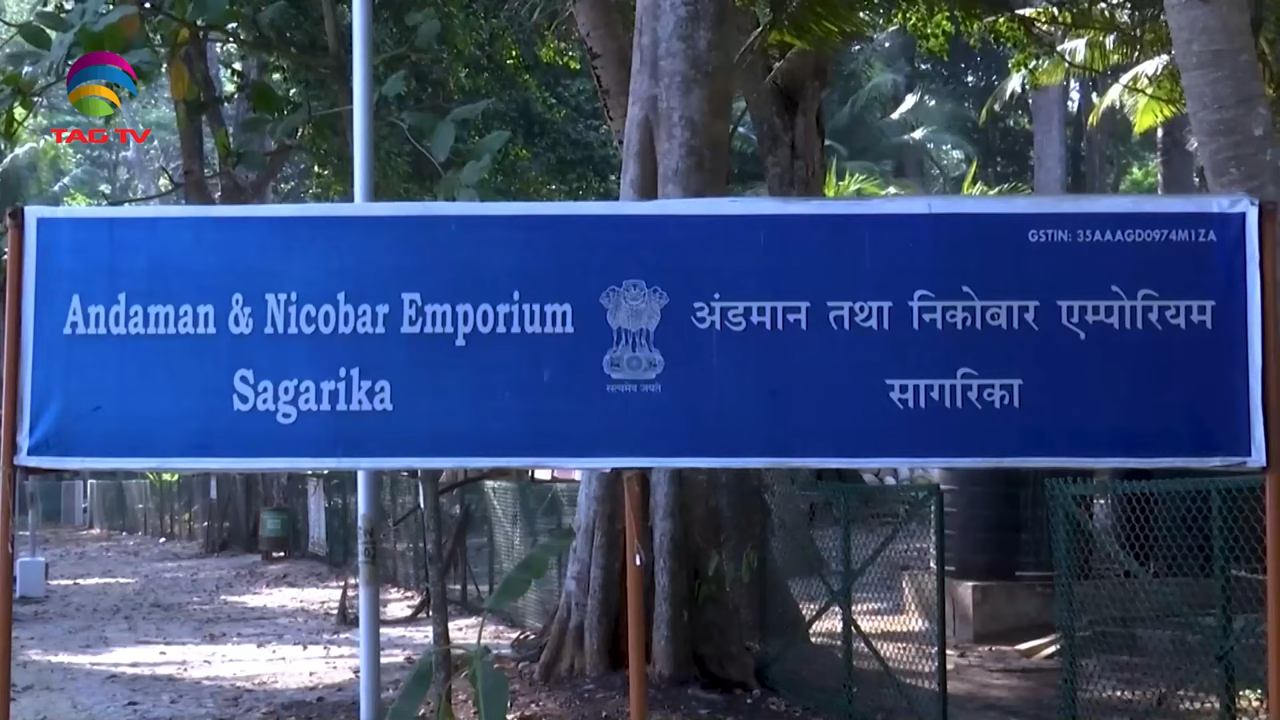 TAG TV
GSTIN: 35AAAGD0974M1ZA
Andaman & Nicobar Emporium
Sagarika
सत्यमेव जयते
अंडमान तथा निकोबार एम्पोरियम
सागरिका